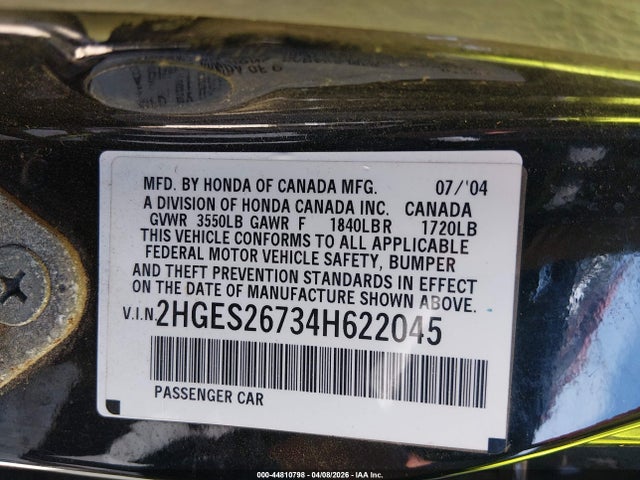 MFD. BY HONDA OF CANADA MFG. 07/'04
A DIVISION OF HONDA CANADA INC. CANADA
GVWR 3550LB GAWR F 1840LB R 1720LB
THIS VEHICLE CONFORMS TO ALL APPLICABLE
FEDERAL MOTOR VEHICLE SAFETY, BUMPER
AND THEFT PREVENTION STANDARDS IN EFFECT
ON THE DATE OF MANUFACTURE SHOWN ABOVE.
V.I.N. 2HGES26734H622045
PASSENGER CAR
000-44810798 - 04/08/2026 - IAA Inc.